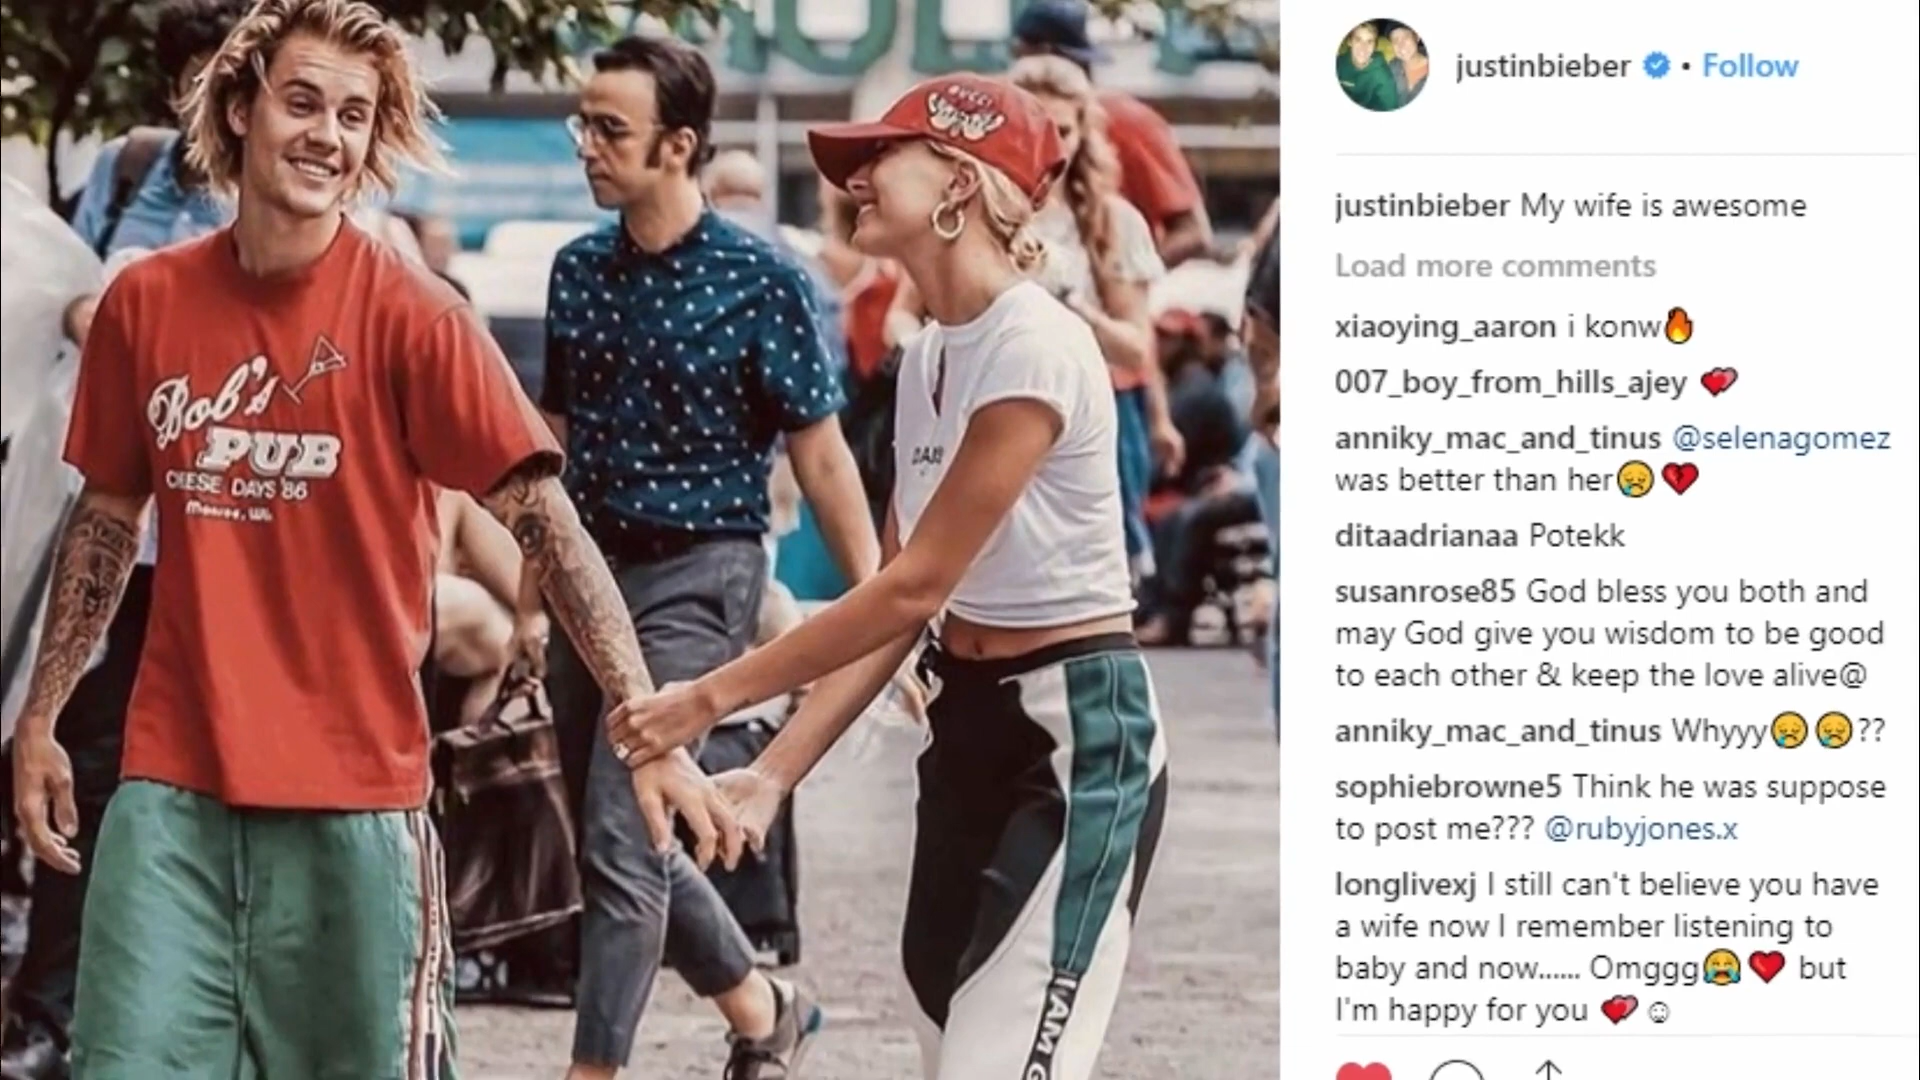 GUCCI
Bob's
PUB
CHEESE DAYS '86
Monroe, WI.
IAM G
justinbieber • Follow
justinbieber My wife is awesome
Load more comments
xiaoying_aaron i konw🔥
007_boy_from_hills_ajey 💕
anniky_mac_and_tinus @selenagomez
was better than her😢💔
ditaadrianaa Potekk
susanrose85 God bless you both and
may God give you wisdom to be good
to each other & keep the love alive@
anniky_mac_and_tinus Whyyy😢😢??
sophiebrowne5 Think he was suppose
to post me??? @rubyjones.x
longlivexj I still can't believe you have
a wife now I remember listening to
baby and now...... Omggg😭❤️ but
I'm happy for you 💕☺